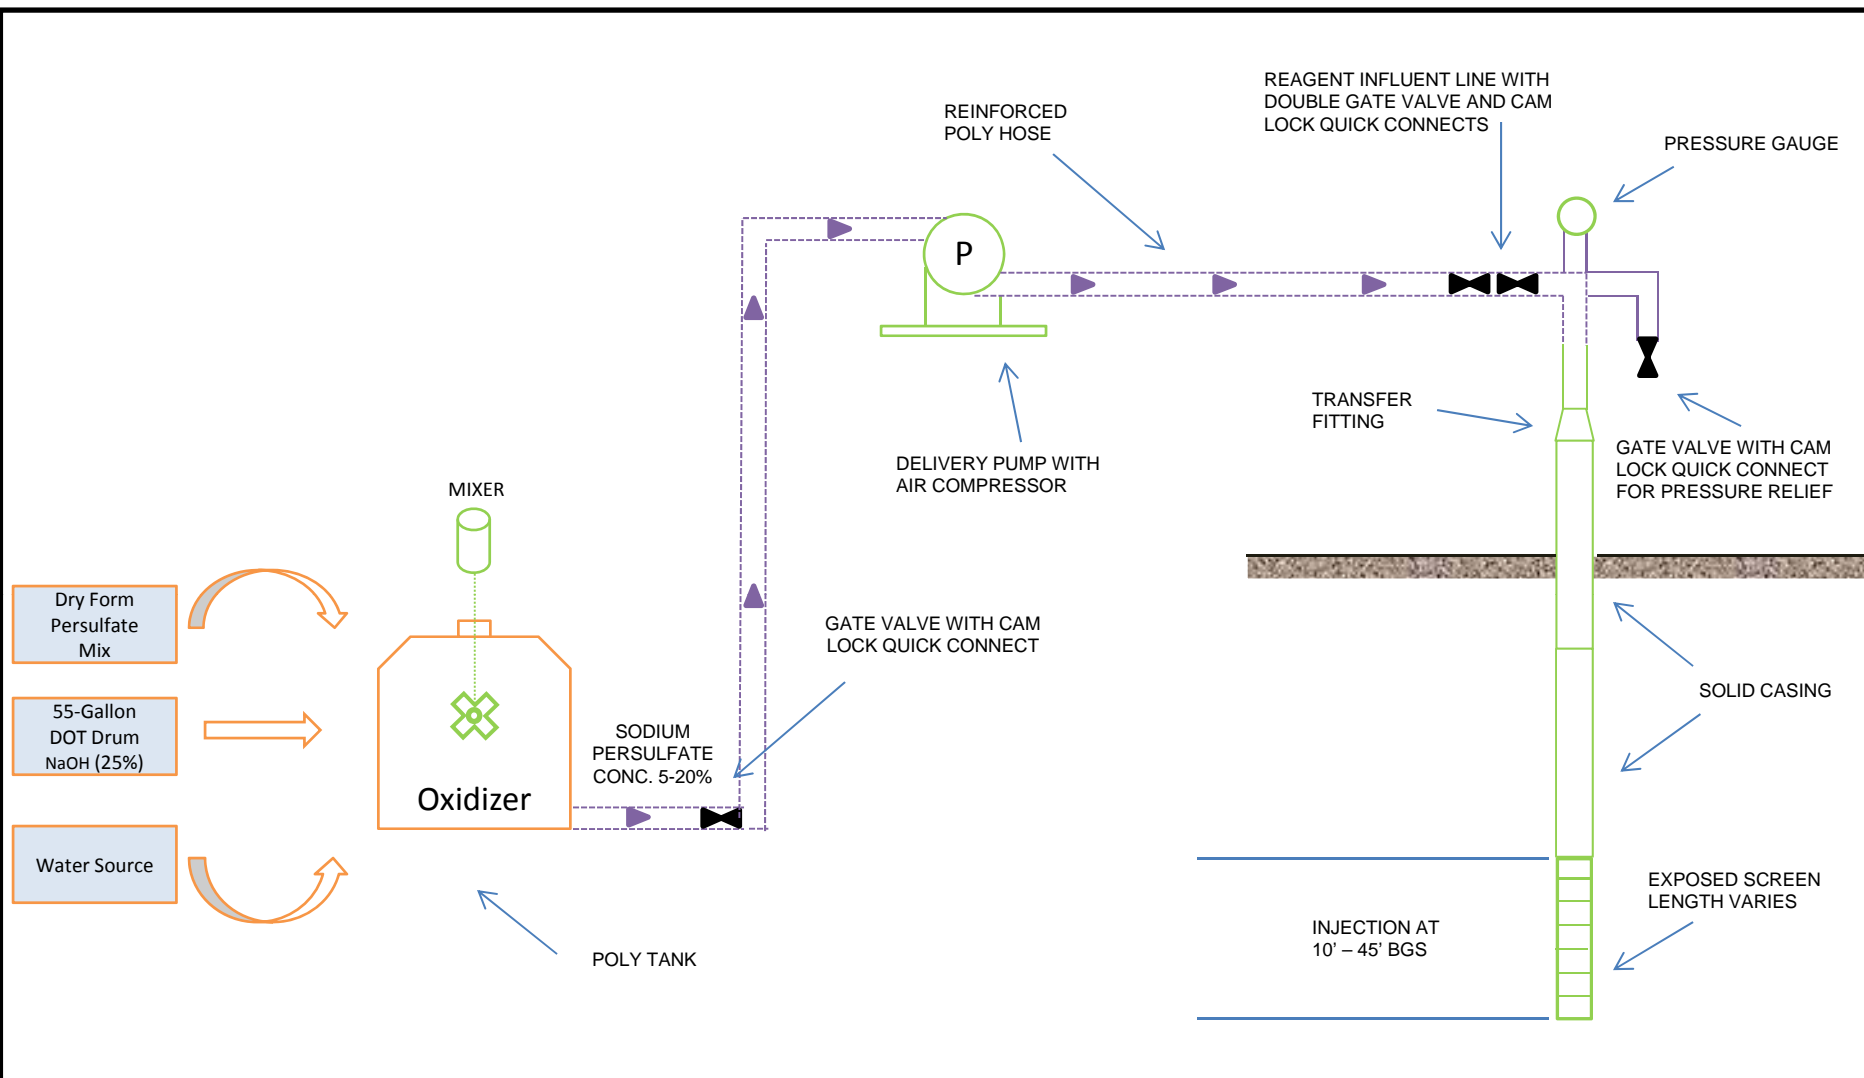 REAGENT INFLUENT LINE WITH
DOUBLE GATE VALVE AND CAM
LOCK QUICK CONNECTS
REINFORCED
POLY HOSE
PRESSURE GAUGE
P
TRANSFER
FITTING
GATE VALVE WITH CAM
LOCK QUICK CONNECT
FOR PRESSURE RELIEF
DELIVERY PUMP WITH
AIR COMPRESSOR
MIXER
Dry Form
Persulfate
Mix
GATE VALVE WITH CAM
LOCK QUICK CONNECT
55-Gallon
DOT Drum
NaOH (25%)
SODIUM
PERSULFATE
CONC. 5-20%
SOLID CASING
Oxidizer
Water Source
EXPOSED SCREEN
LENGTH VARIES
INJECTION AT
10’ – 45’ BGS
POLY TANK